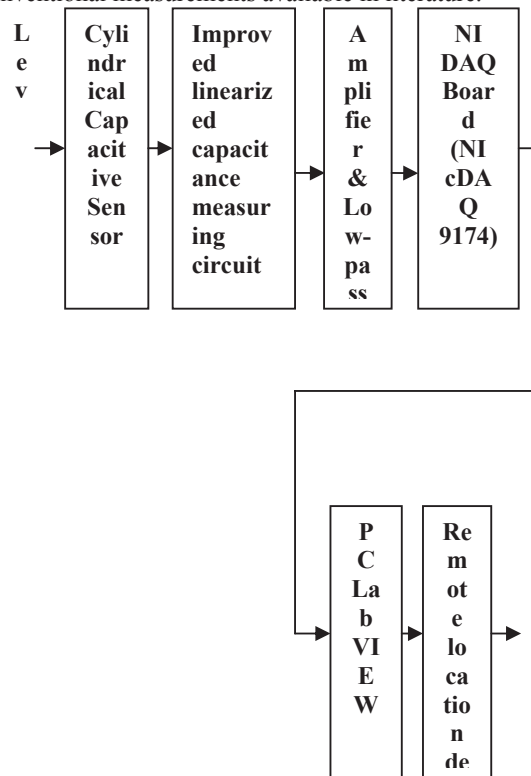 nventional measurements available in literature.
L
e
v
Cyli
ndr
ical
Cap
acit
ive
Sen
sor
Improv
ed
lineariz
ed
capacit
ance
measur
ing
circuit
A
m
pli
fie
r
&
Lo
w-
pa
ss
NI
DAQ
Boar
d
(NI
cDA
Q
9174)
P
C La
b
VI
E
W
Re
m
ot
e
lo
ca
tio
n
de